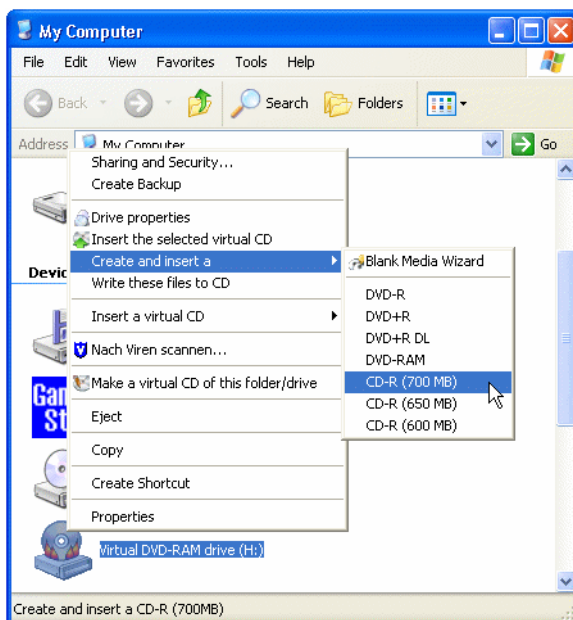 My Computer
File Edit View Favorites Tools Help
Back Search Folders
Address My Computer Go
Sharing and Security...
Create Backup
Drive properties
Insert the selected virtual CD
Create and insert a
Write these files to CD
Insert a virtual CD
Nach Viren scannen...
Make a virtual CD of this folder/drive
Eject
Copy
Create Shortcut
Properties
Blank Media Wizard
DVD-R
DVD+R
DVD+R DL
DVD-RAM
CD-R (700 MB)
CD-R (650 MB)
CD-R (600 MB)
Devic
Gar
St
Virtual DVD-RAM drive (H:)
Create and insert a CD-R (700MB)